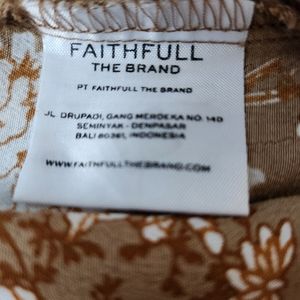 FAITHFULL
THE BRAND
PT FAITHFULL THE BRAND
JL. DRUPADI, GANG MERDEKA NO. 14D
SEMINYAK - DENPASAR
BALI 80361, INDONESIA
WWW.FAITHFULLTHEBRAND.COM